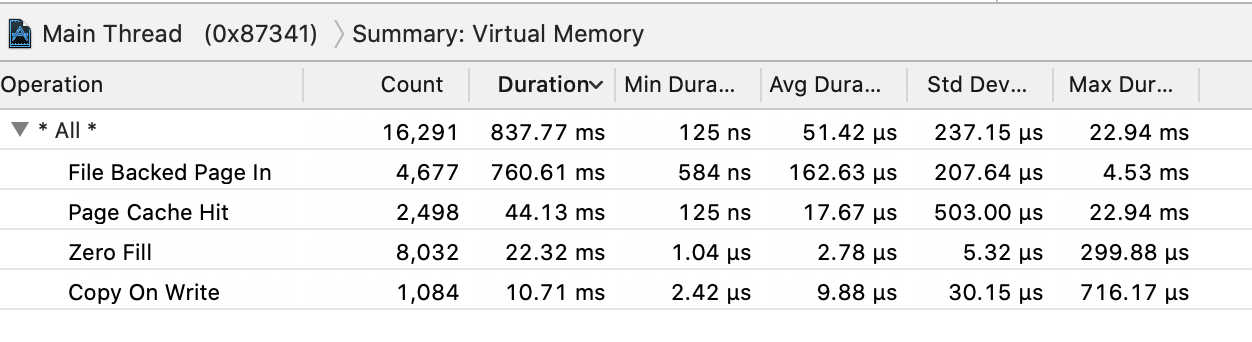 Main Thread (0x87341) Summary: Virtual Memory
Operation Count Duration Min Dura... Avg Dura... Std Dev... Max Dur...
* All * 16,291 837.77 ms 125 ns 51.42 µs 237.15 µs 22.94 ms
File Backed Page In 4,677 760.61 ms 584 ns 162.63 µs 207.64 µs 4.53 ms
Page Cache Hit 2,498 44.13 ms 125 ns 17.67 µs 503.00 µs 22.94 ms
Zero Fill 8,032 22.32 ms 1.04 µs 2.78 µs 5.32 µs 299.88 µs
Copy On Write 1,084 10.71 ms 2.42 µs 9.88 µs 30.15 µs 716.17 µs